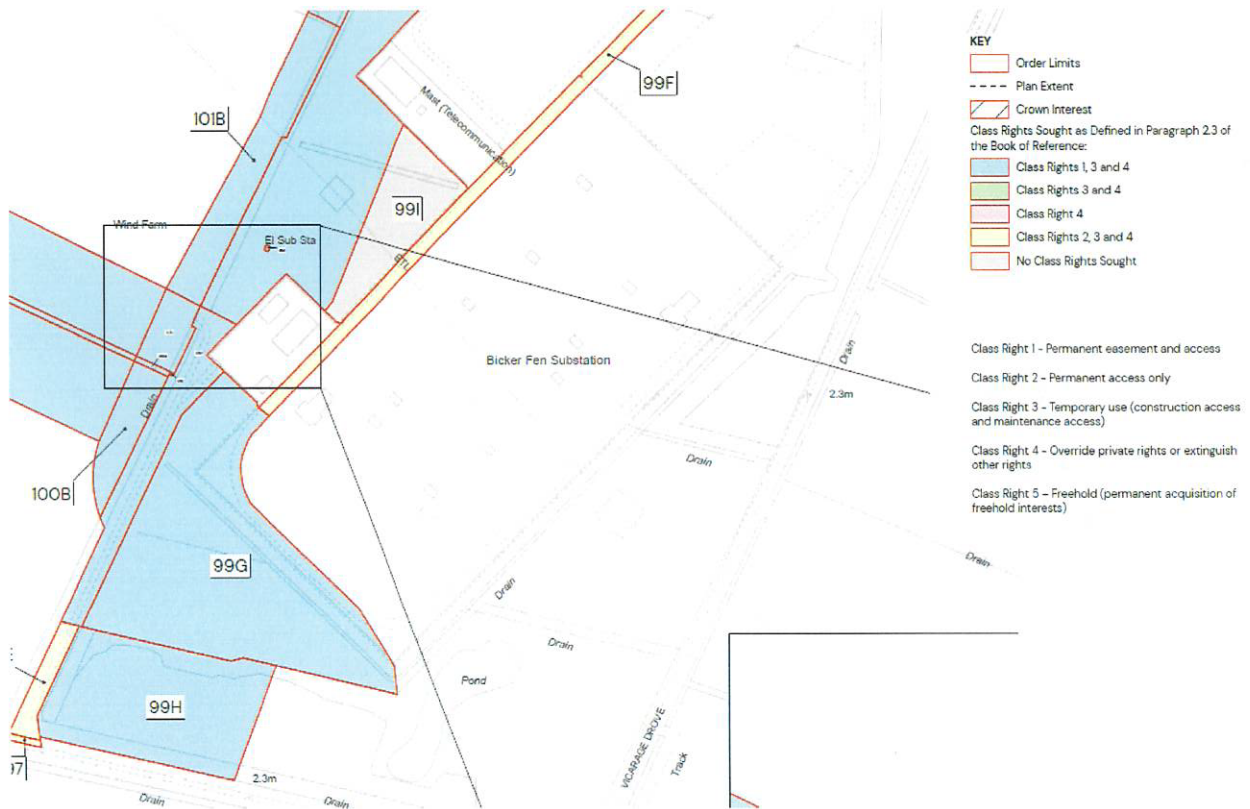 KEY
Order Limits
Plan Extent
Crown Interest
Class Rights Sought as Defined in Paragraph 2.3 of
the Book of Reference:
Class Rights 1, 3 and 4
Class Rights 3 and 4
Class Right 4
Class Rights 2, 3 and 4
No Class Rights Sought
Class Right 1 - Permanent easement and access
Class Right 2 - Permanent access only
Class Right 3 - Temporary use (construction access
and maintenance access)
Class Right 4 - Override private rights or extinguish
other rights
Class Right 5 – Freehold (permanent acquisition of
freehold interests)
99F
Mast (Telecommunication)
101B
99I
Wind Farm
El Sub Sta
ETL
Bicker Fen Substation
Drain
2.3m
Drain
Drain
100B
Drain
99G
Drain
Drain
Pond
99H
VICARAGE DROVE
Track
97
2.3m
Drain
Drain